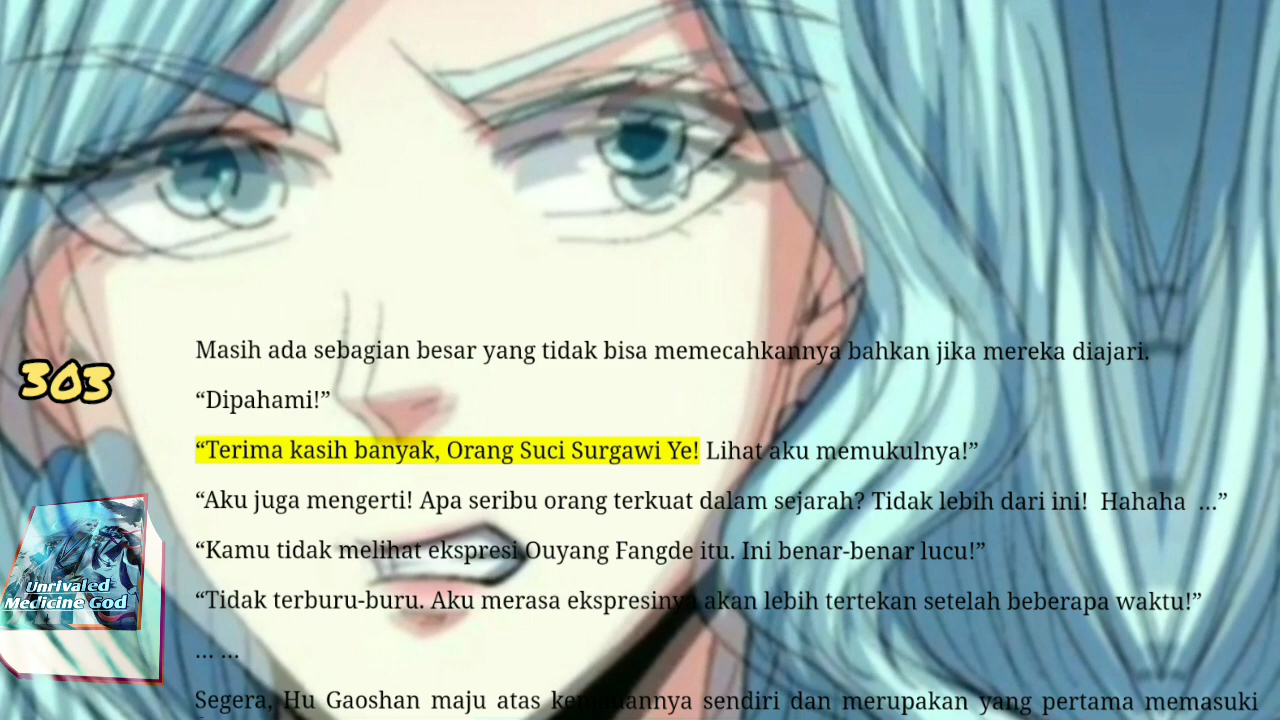 Masih ada sebagian besar yang tidak bisa memecahkannya bahkan jika mereka diajari.
303
“Dipahami!”
“Terima kasih banyak, Orang Suci Surgawi Ye! Lihat aku memukulnya!”
“Aku juga mengerti! Apa seribu orang terkuat dalam sejarah? Tidak lebih dari ini!  Hahaha  ...”
“Kamu tidak melihat ekspresi Ouyang Fangde itu. Ini benar-benar lucu!”
Unrivaled
Medicine God
“Tidak terburu-buru. Aku merasa ekspresinya akan lebih tertekan setelah beberapa waktu!”
... ...
Segera, Hu Gaoshan maju atas dan merupakan yang pertama memasuki